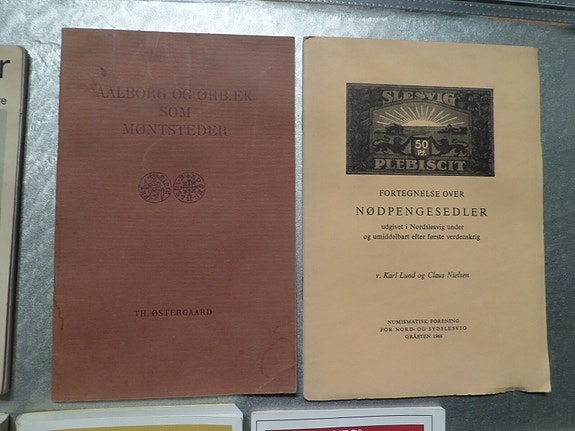 AALBORG OG ØRBÆK
SOM
MØNTSTEDER
TH. ØSTERGAARD
SLESVIG
50
PF.
PLEBISCIT
FORTEGNELSE OVER
NØDPENGESEDLER
udgivet i Nordslesvig under
og umiddelbart efter første verdenskrig
v. Karl Lund og Claus Nielsen
NUMISMATISK FORENING
FOR NORD- OG SYDSLESVIG
GRÅSTEN 1966